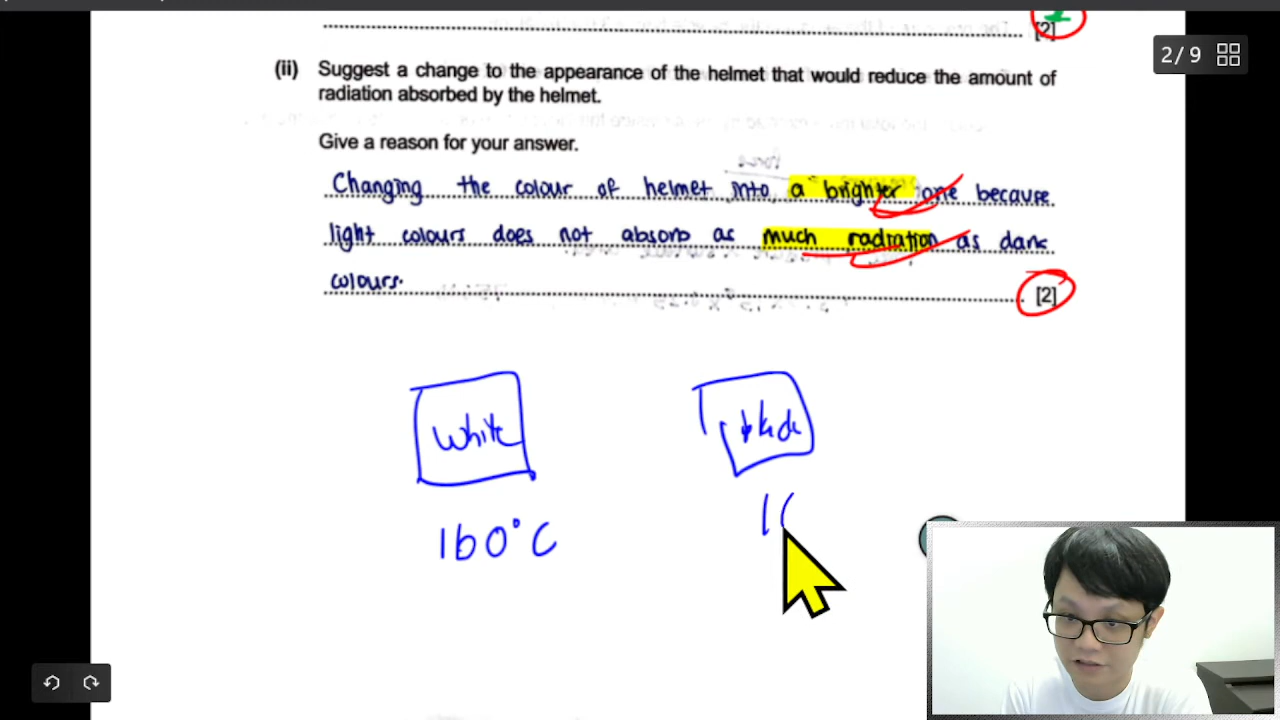 [2]
2/9
(ii) Suggest a change to the appearance of the helmet that would reduce the amount of
radiation absorbed by the helmet.
Give a reason for your answer.
Changing the colour of helmet into a brighter one because
light colours does not absorb as much radiation as dark
colours.
[2]
white
160°C